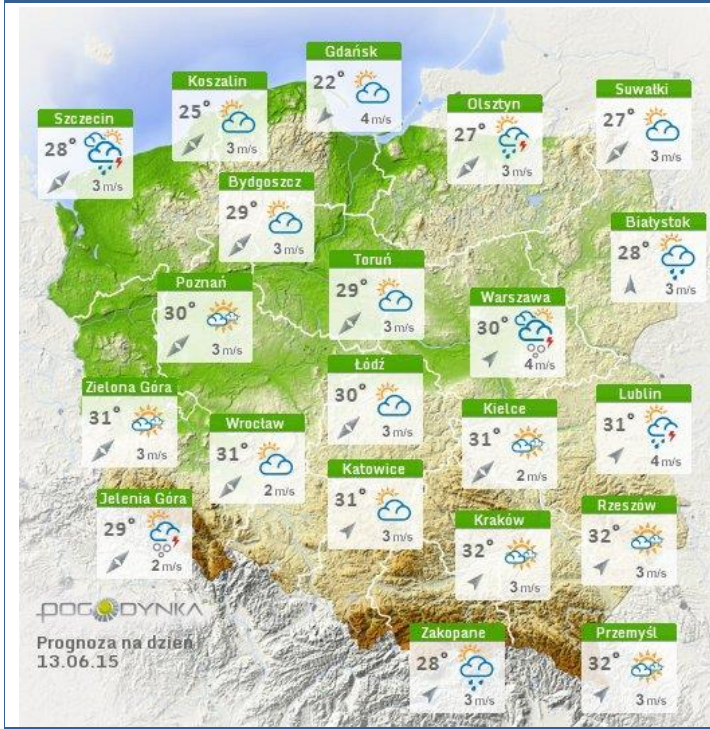 Gdańsk
22°
4 m/s
Koszalin
25°
3 m/s
Suwałki
27°
3 m/s
Olsztyn
27°
3 m/s
Szczecin
28°
3 m/s
Bydgoszcz
29°
3 m/s
Białystok
28°
3 m/s
Toruń
29°
3 m/s
Poznań
30°
3 m/s
Warszawa
30°
4 m/s
Łódź
30°
3 m/s
Zielona Góra
31°
3 m/s
Lublin
31°
4 m/s
Kielce
31°
2 m/s
Wrocław
31°
2 m/s
Katowice
31°
3 m/s
Jelenia Góra
29°
2 m/s
Rzeszów
32°
3 m/s
Kraków
32°
3 m/s
POGODYNKA
Prognoza na dzień
13.06.15
Zakopane
28°
3 m/s
Przemyśl
32°
3 m/s